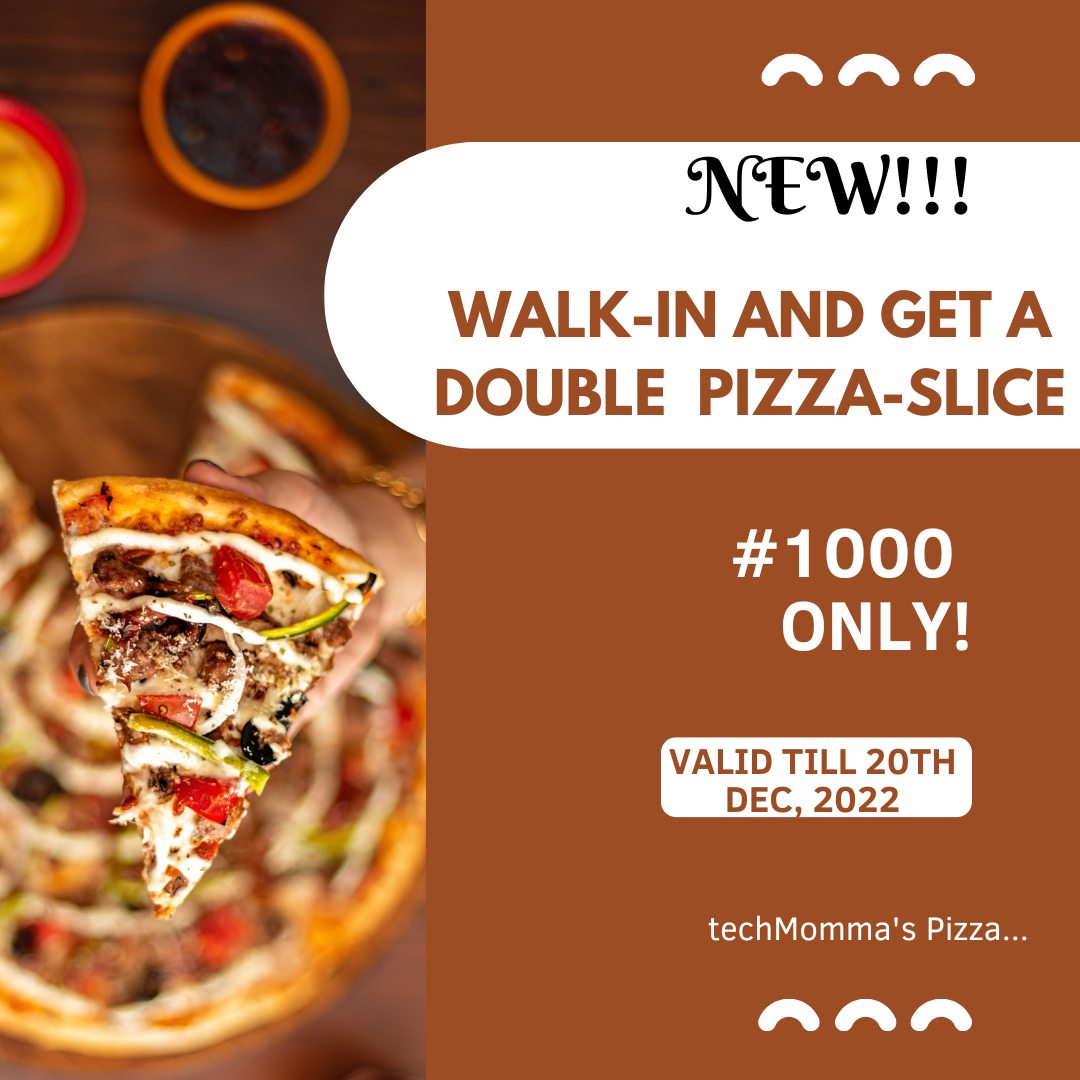 NEW!!!
WALK-IN AND GET A
DOUBLE PIZZA-SLICE
#1000
ONLY!
VALID TILL 20TH
DEC, 2022
techMomma's Pizza...